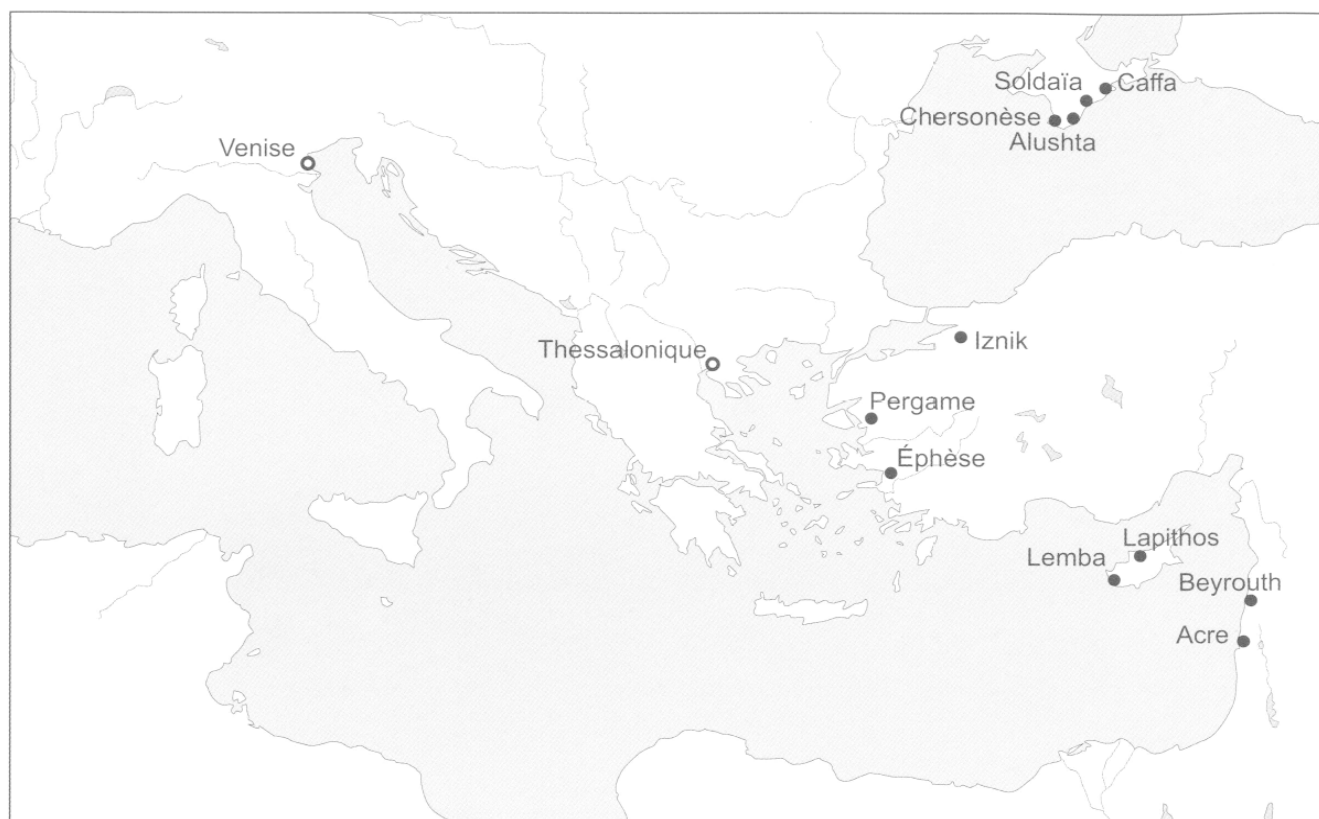 Soldaïa
Caffa
Chersonèse
Alushta
Venise
Iznik
Thessalonique
Pergame
Éphèse
Lapithos
Lemba
Beyrouth
Acre